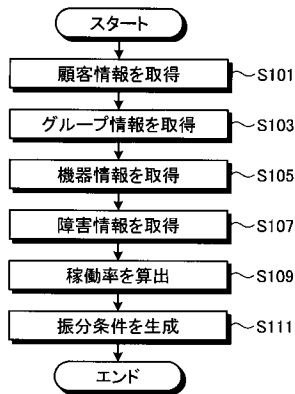 スタート
顧客情報を取得 S101
グループ情報を取得 S103
機器情報を取得 S105
障害情報を取得 S107
稼働率を算出 S109
振分条件を生成 S111
エンド